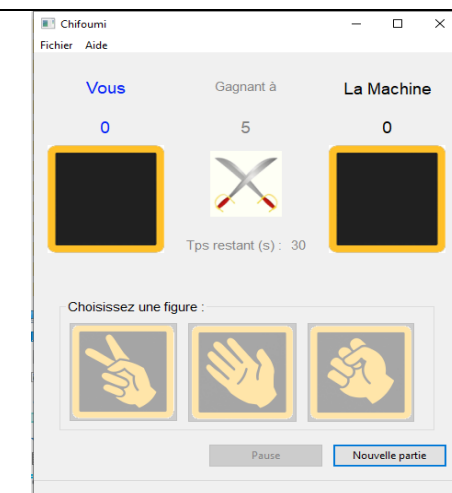 Chifoumi
Fichier Aide
Vous Gagnant à La Machine
0 5 0
Tps restant (s) : 30
Choisissez une figure :
Pause Nouvelle partie